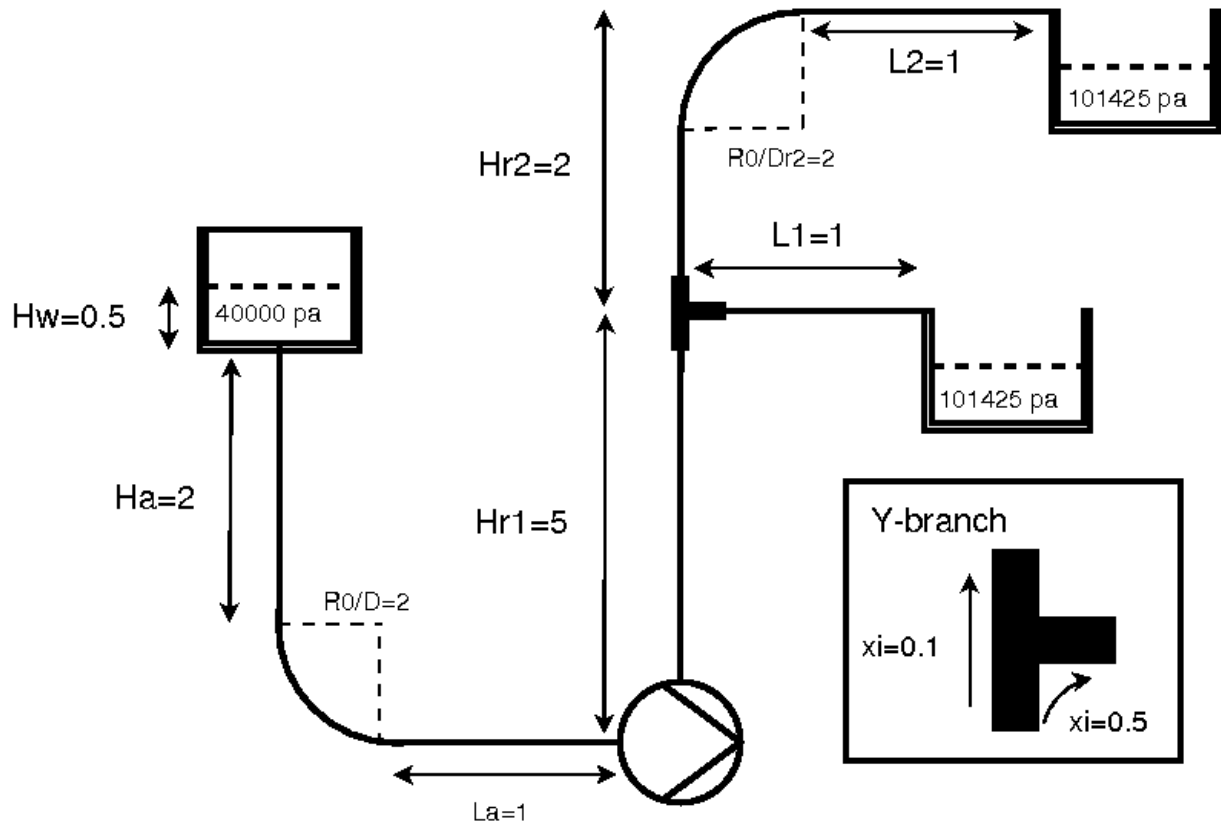 L2=1
101425 pa
Hr2=2
R0/Dr2=2
L1=1
Hw=0.5
40000 pa
101425 pa
Ha=2
Hr1=5
Y-branch
R0/D=2
xi=0.1
xi=0.5
La=1